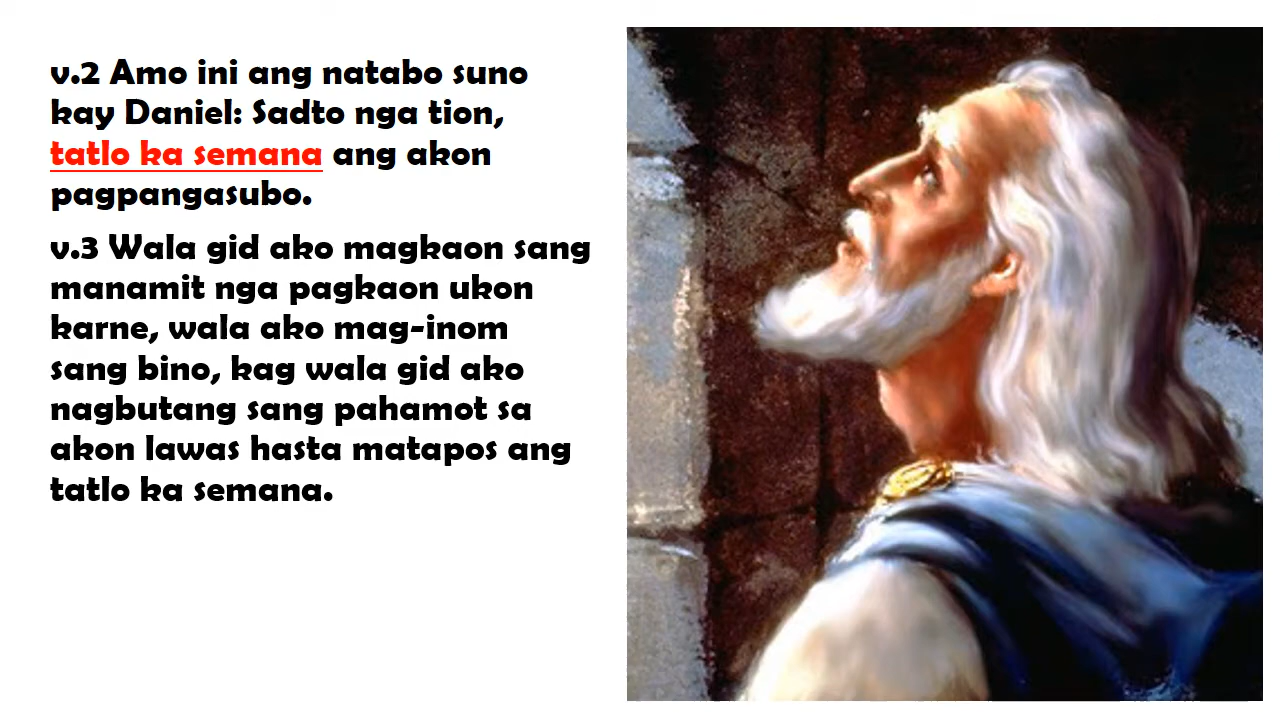 v.2 Amo ini ang natabo suno
kay Daniel: Sadto nga tion,
tatlo ka semana ang akon
pagpangasubo.
v.3 Wala gid ako magkaon sang
manamit nga pagkaon ukon
karne, wala ako mag-inom
sang bino, kag wala gid ako
nagbutang sang pahamot sa
akon lawas hasta matapos ang
tatlo ka semana.